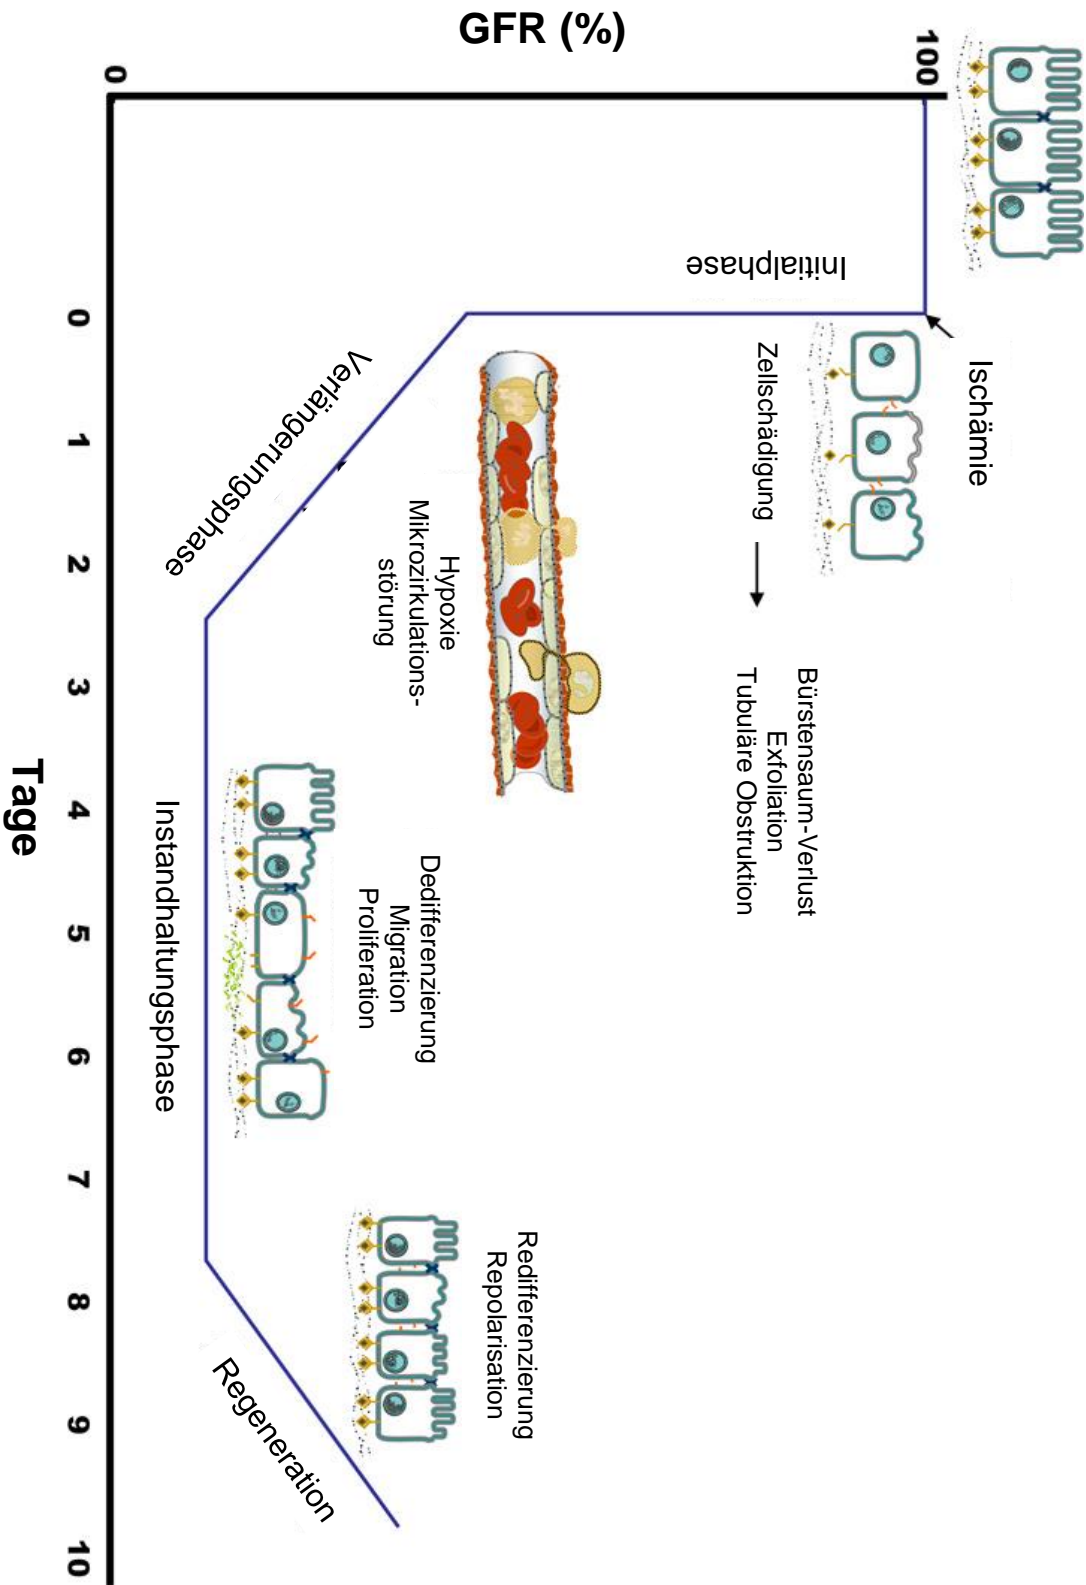 GFR (%)
100
0
Ischämie
Initialphase
Zellschädigung
Bürstensaum-Verlust
Exfoliation
Tubuläre Obstruktion
Verlängerungsphase
Hypoxie
Mikrozirkulations-
störung
Dedifferenzierung
Migration
Proliferation
Instandhaltungsphase
Redifferenzierung
Repolarisation
Regeneration
0 1 2 3 4 5 6 7 8 9 10
Tage